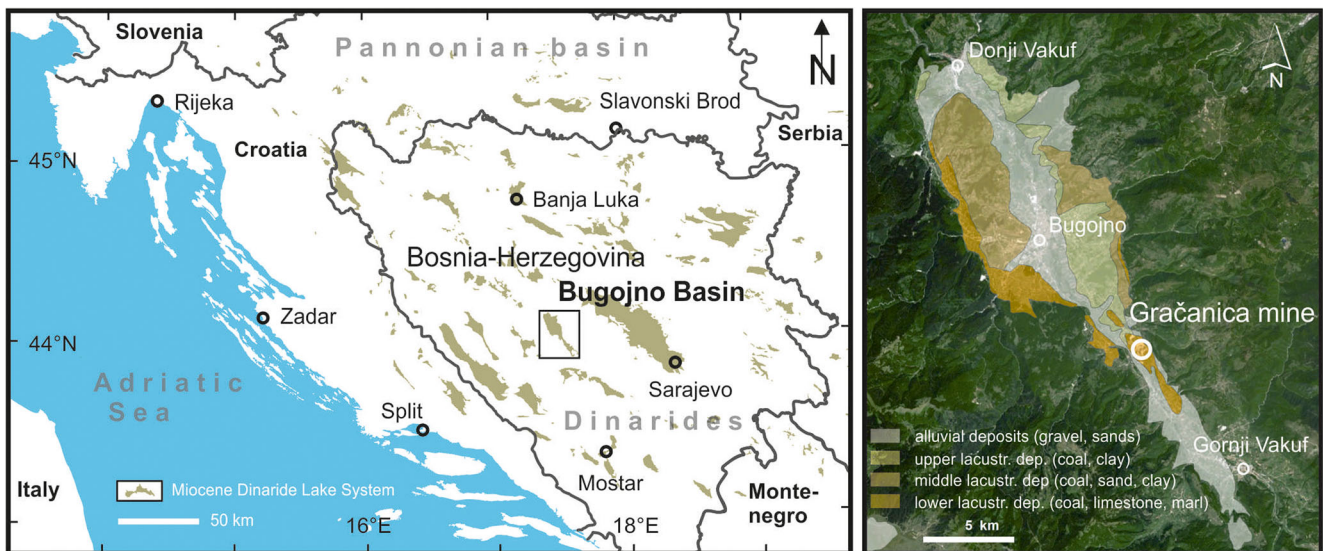 Slovenia
Pannonian basin
N
Rijeka
Slavonski Brod
Serbia
45°N
Croatia
Banja Luka
Bosnia-Herzegovina
Bugojno Basin
Zadar
44°N
Adriatic
Sea
Sarajevo
Split
Dinarides
Mostar
Italy
Miocene Dinaride Lake System
50 km
16°E
18°E
Monte-
negro
Donji Vakuf
N
Bugojno
Gračanica mine
Gornji Vakuf
alluvial deposits (gravel, sands)
upper lacustr. dep. (coal, clay)
middle lacustr. dep (coal, sand, clay)
lower lacustr. dep. (coal, limestone, marl)
5 km